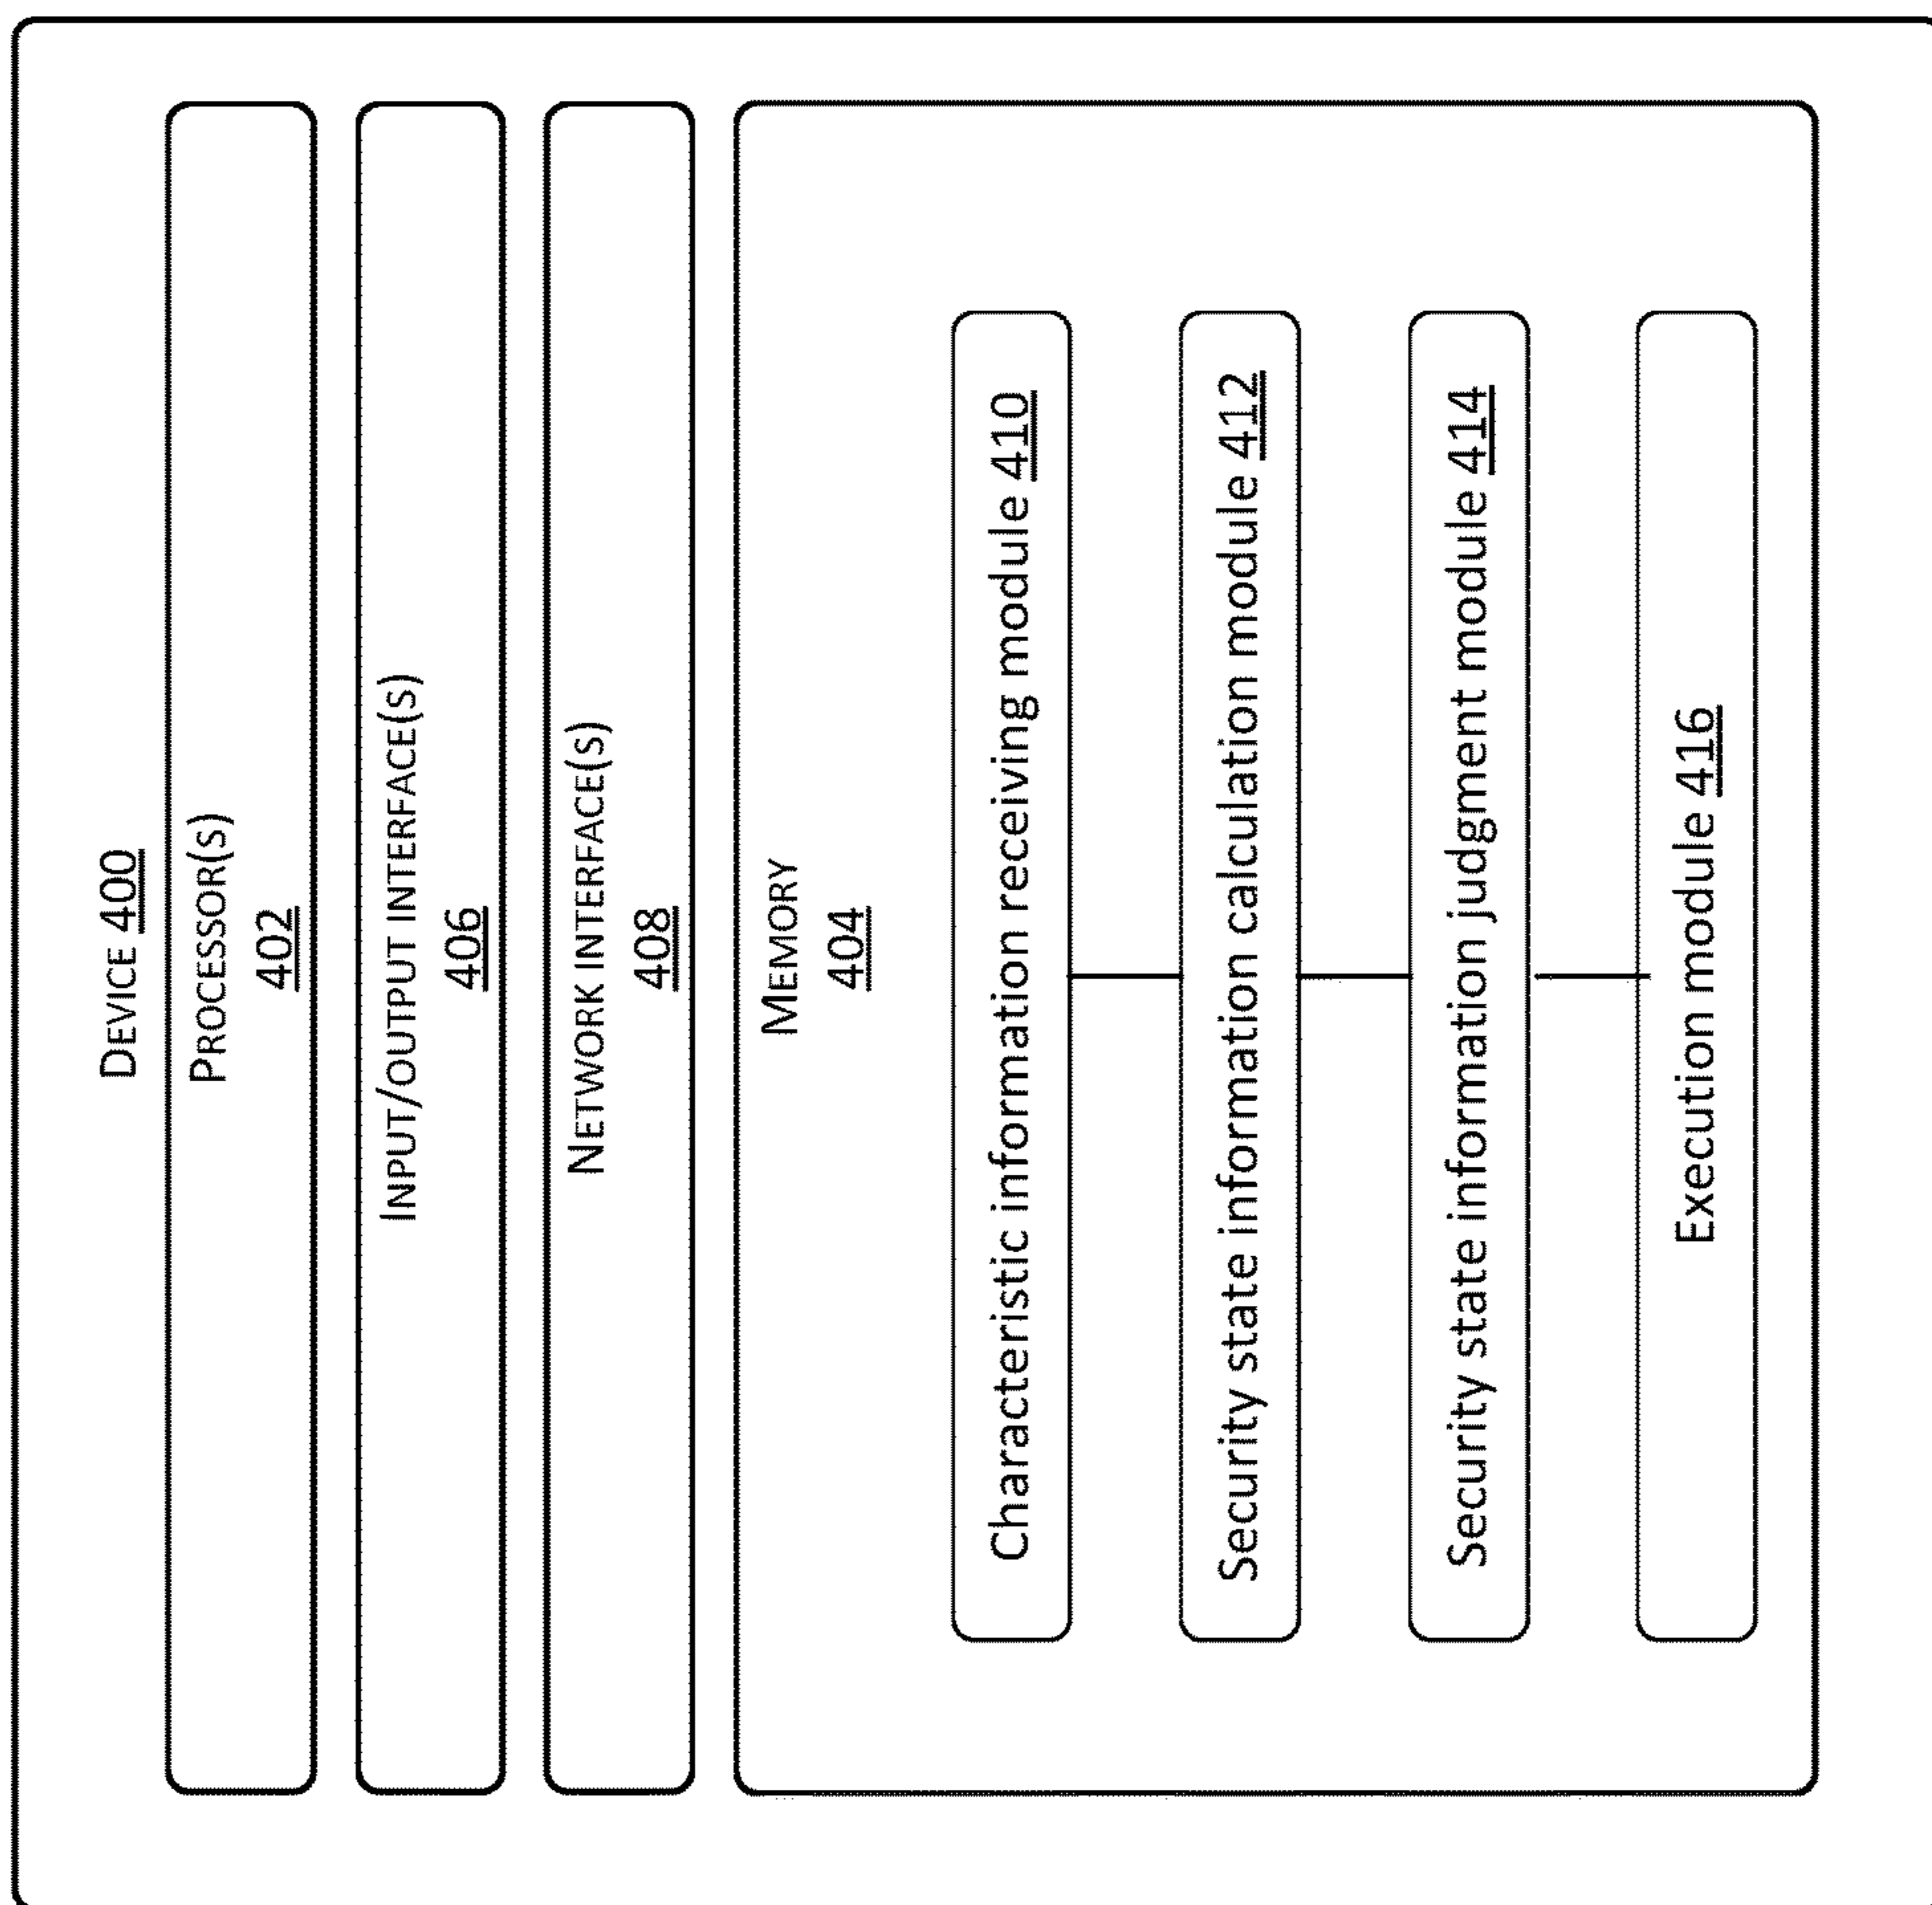 DEVICE 400
PROCESSOR(S)
402
INPUT/OUTPUT INTERFACE(S)
406
NETWORK INTERFACE(S)
408
MEMORY
404
Characteristic information receiving module 410
Security state information calculation module 412
Security state information judgment module 414
Execution module 416